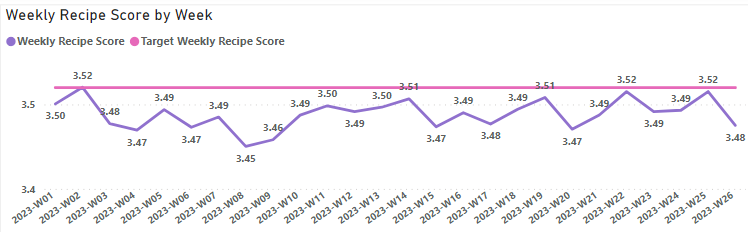 Weekly Recipe Score by Week
Weekly Recipe Score Target Weekly Recipe Score
3.5
3.4
3.50
3.52
3.48
3.47
3.49
3.47
3.49
3.45
3.46
3.49
3.50
3.49
3.50
3.51
3.47
3.49
3.48
3.49
3.51
3.47
3.49
3.52
3.49
3.49
3.52
3.48
2023-W01
2023-W02
2023-W03
2023-W04
2023-W05
2023-W06
2023-W07
2023-W08
2023-W09
2023-W10
2023-W11
2023-W12
2023-W13
2023-W14
2023-W15
2023-W16
2023-W17
2023-W18
2023-W19
2023-W20
2023-W21
2023-W22
2023-W23
2023-W24
2023-W25
2023-W26